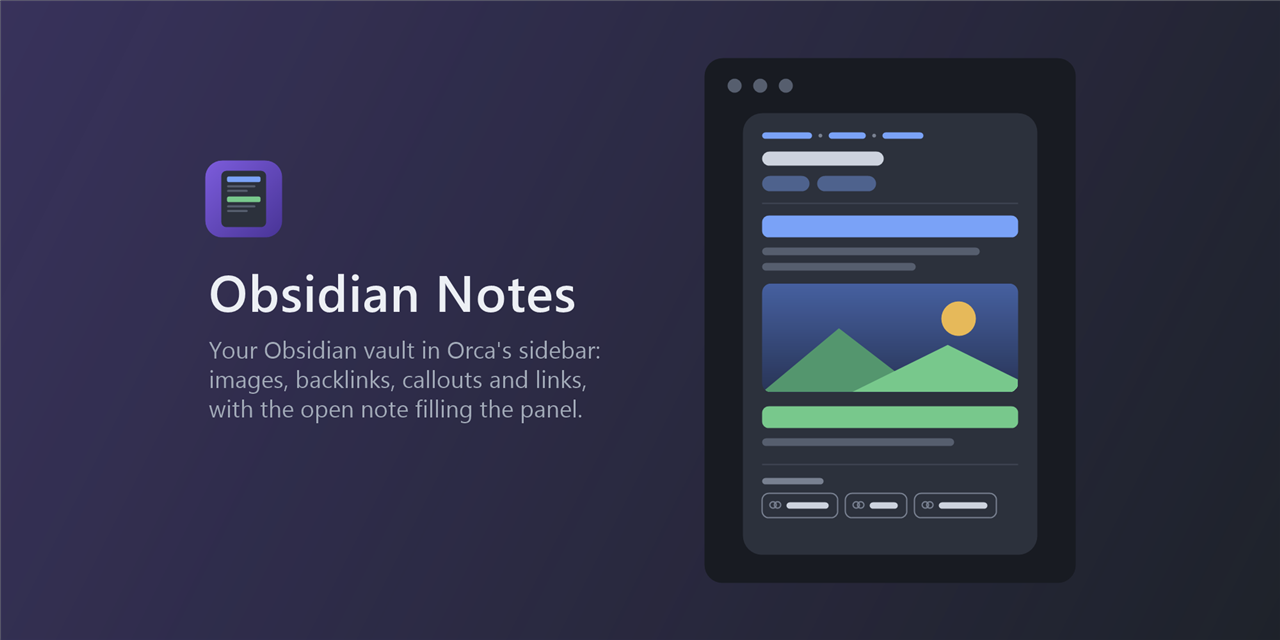 Obsidian Notes
Your Obsidian vault in Orca's sidebar:
images, backlinks, callouts and links,
with the open note filling the panel.